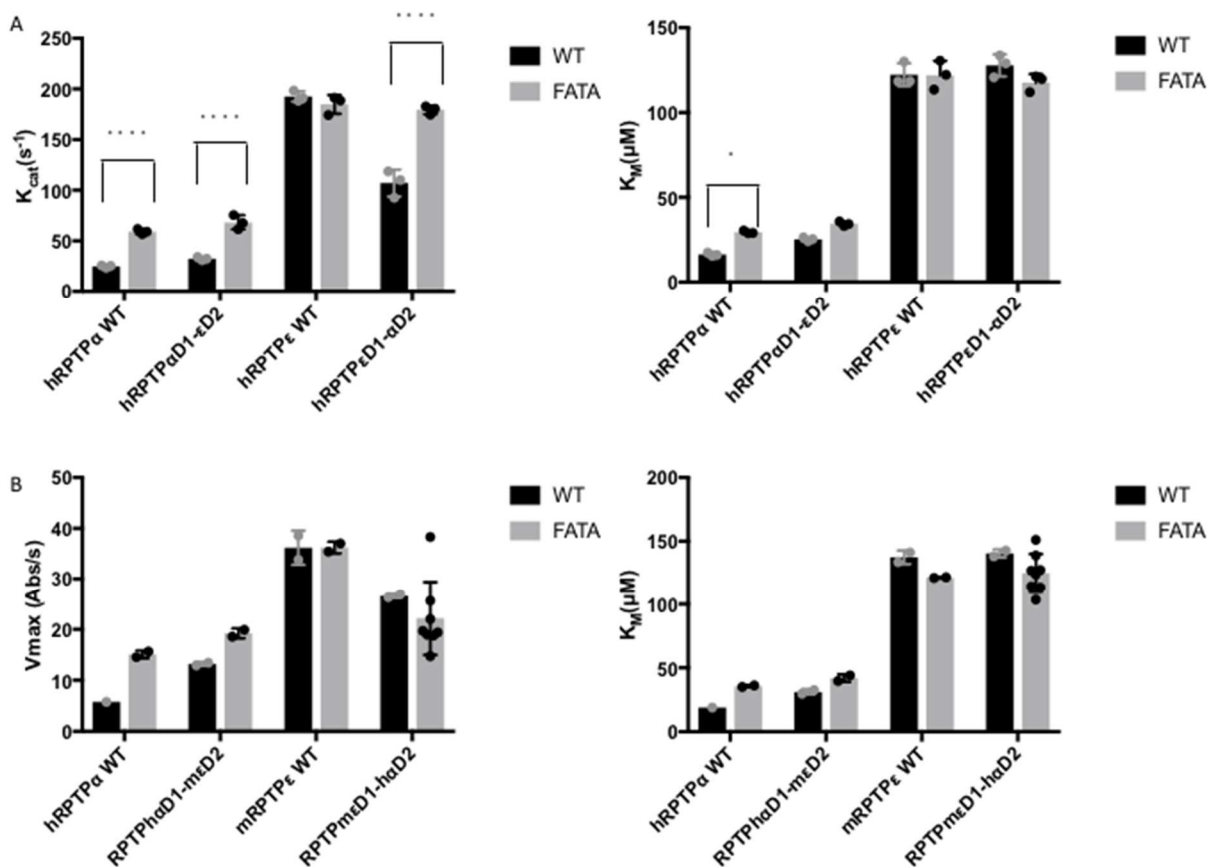 A
250
200
150
100
50
0
Kcat(s-1)
WT
FATA
hRPTPα WT
hRPTPαD1-εD2
hRPTPε WT
hRPTPεD1-αD2
150
100
50
0
KM(µM)
*
WT
FATA
hRPTPα WT
hRPTPαD1-εD2
hRPTPε WT
hRPTPεD1-αD2
B
50
40
30
20
10
0
Vmax (Abs/s)
WT
FATA
hRPTPα WT
RPTPhαD1-mεD2
mRPTPε WT
RPTPmεD1-hαD2
200
150
100
50
0
KM(µM)
WT
FATA
hRPTPα WT
RPTPhαD1-mεD2
mRPTPε WT
RPTPmεD1-hαD2